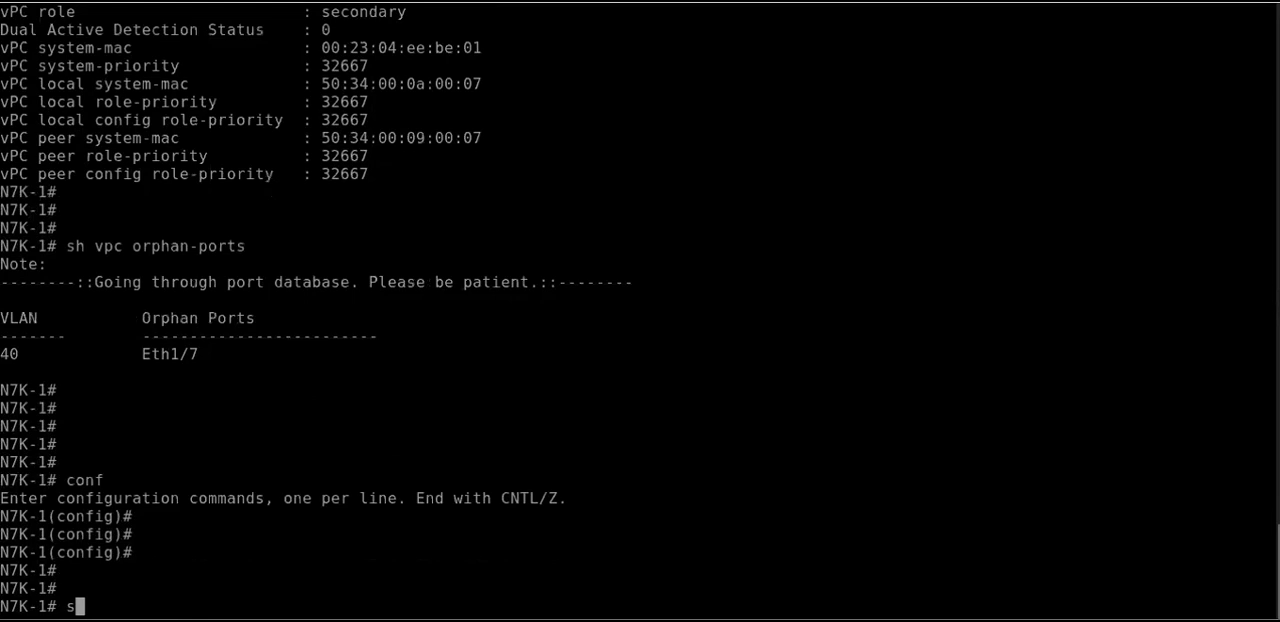 vPC role                        : secondary
Dual Active Detection Status    : 0
vPC system-mac                  : 00:23:04:ee:be:01
vPC system-priority             : 32667
vPC local system-mac            : 50:34:00:0a:00:07
vPC local role-priority         : 32667
vPC local config role-priority  : 32667
vPC peer system-mac             : 50:34:00:09:00:07
vPC peer role-priority          : 32667
vPC peer config role-priority   : 32667
N7K-1#
N7K-1#
N7K-1#
N7K-1# sh vpc orphan-ports
Note:
--------::Going through port database. Please be patient.::--------
VLAN           Orphan Ports
-------        -------------------------
40             Eth1/7
N7K-1#
N7K-1#
N7K-1#
N7K-1#
N7K-1#
N7K-1# conf
Enter configuration commands, one per line. End with CNTL/Z.
N7K-1(config)#
N7K-1(config)#
N7K-1(config)#
N7K-1#
N7K-1#
N7K-1# s